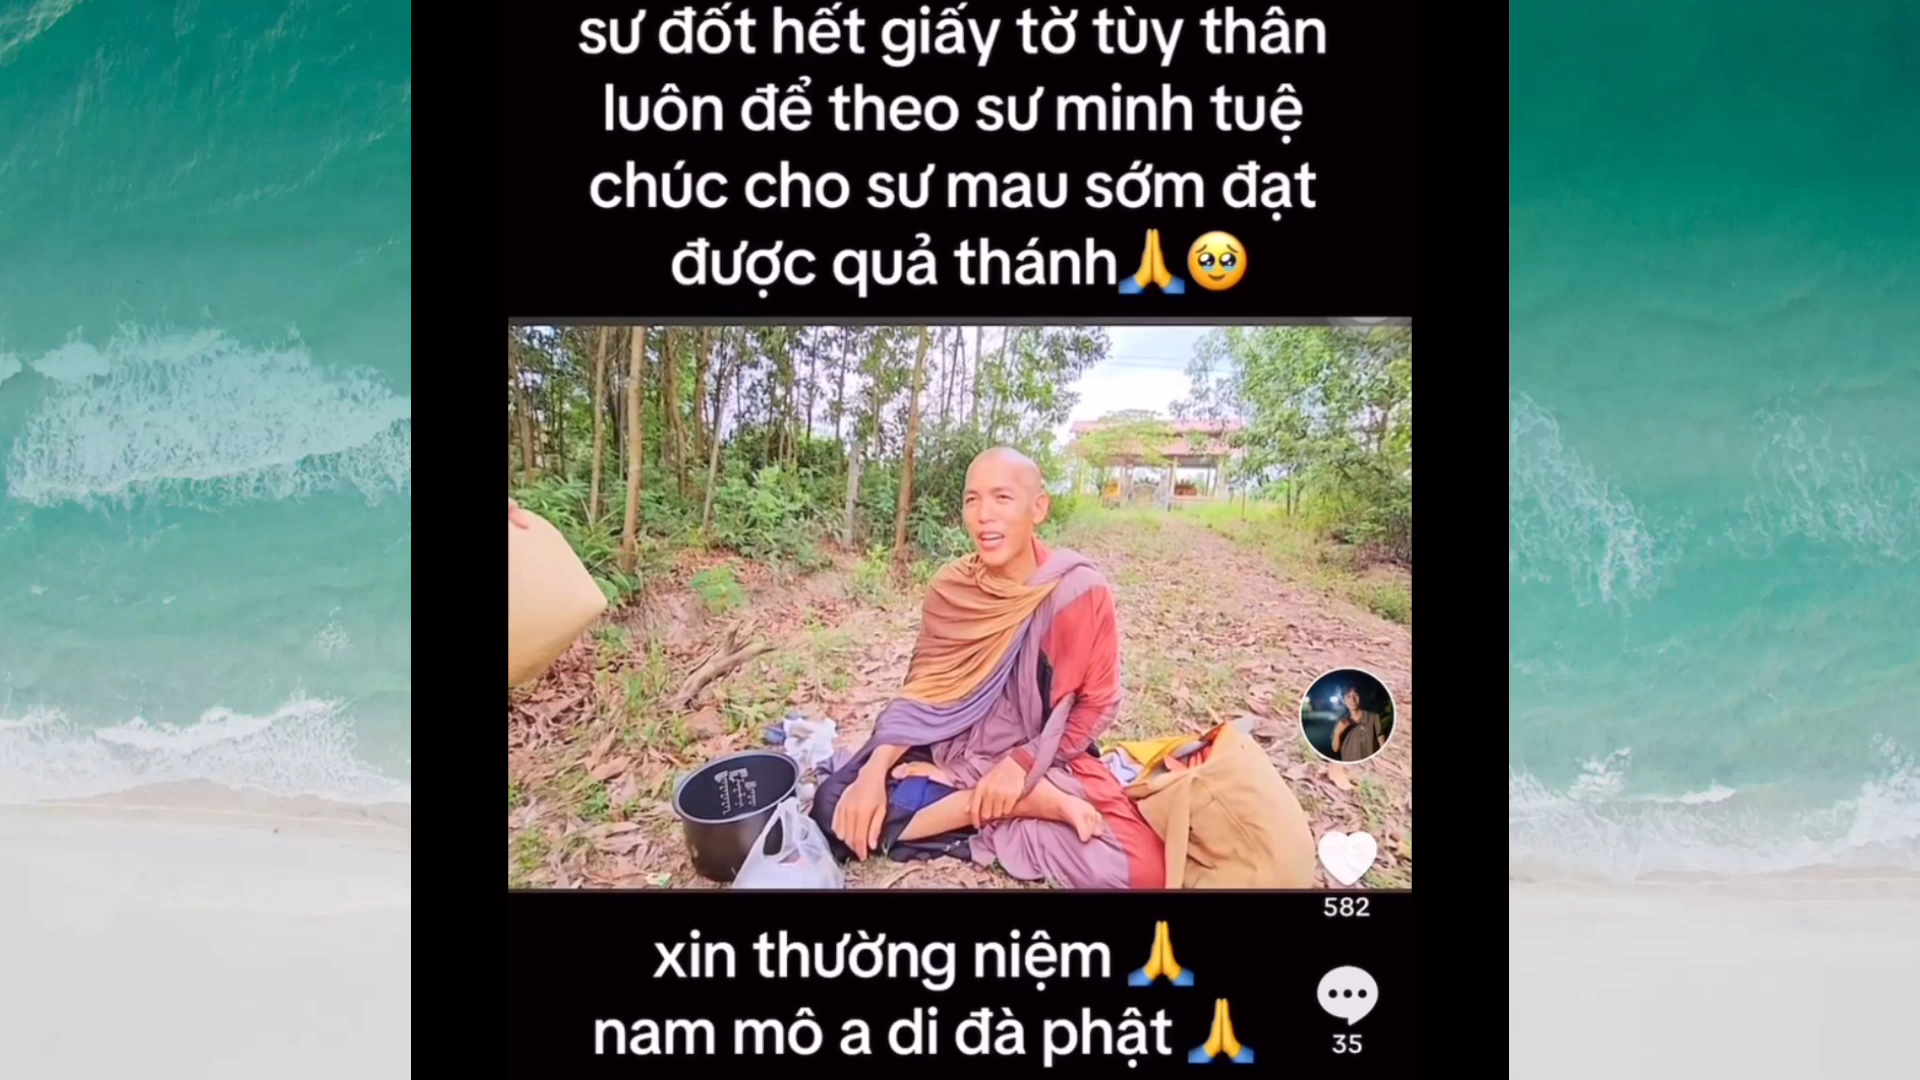 sư đốt hết giấy tờ tùy thân
luôn để theo sư minh tuệ
chúc cho sư mau sớm đạt
được quả thánh🙏🥹
582
xin thường niệm 🙏
nam mô a di đà phật 🙏
35